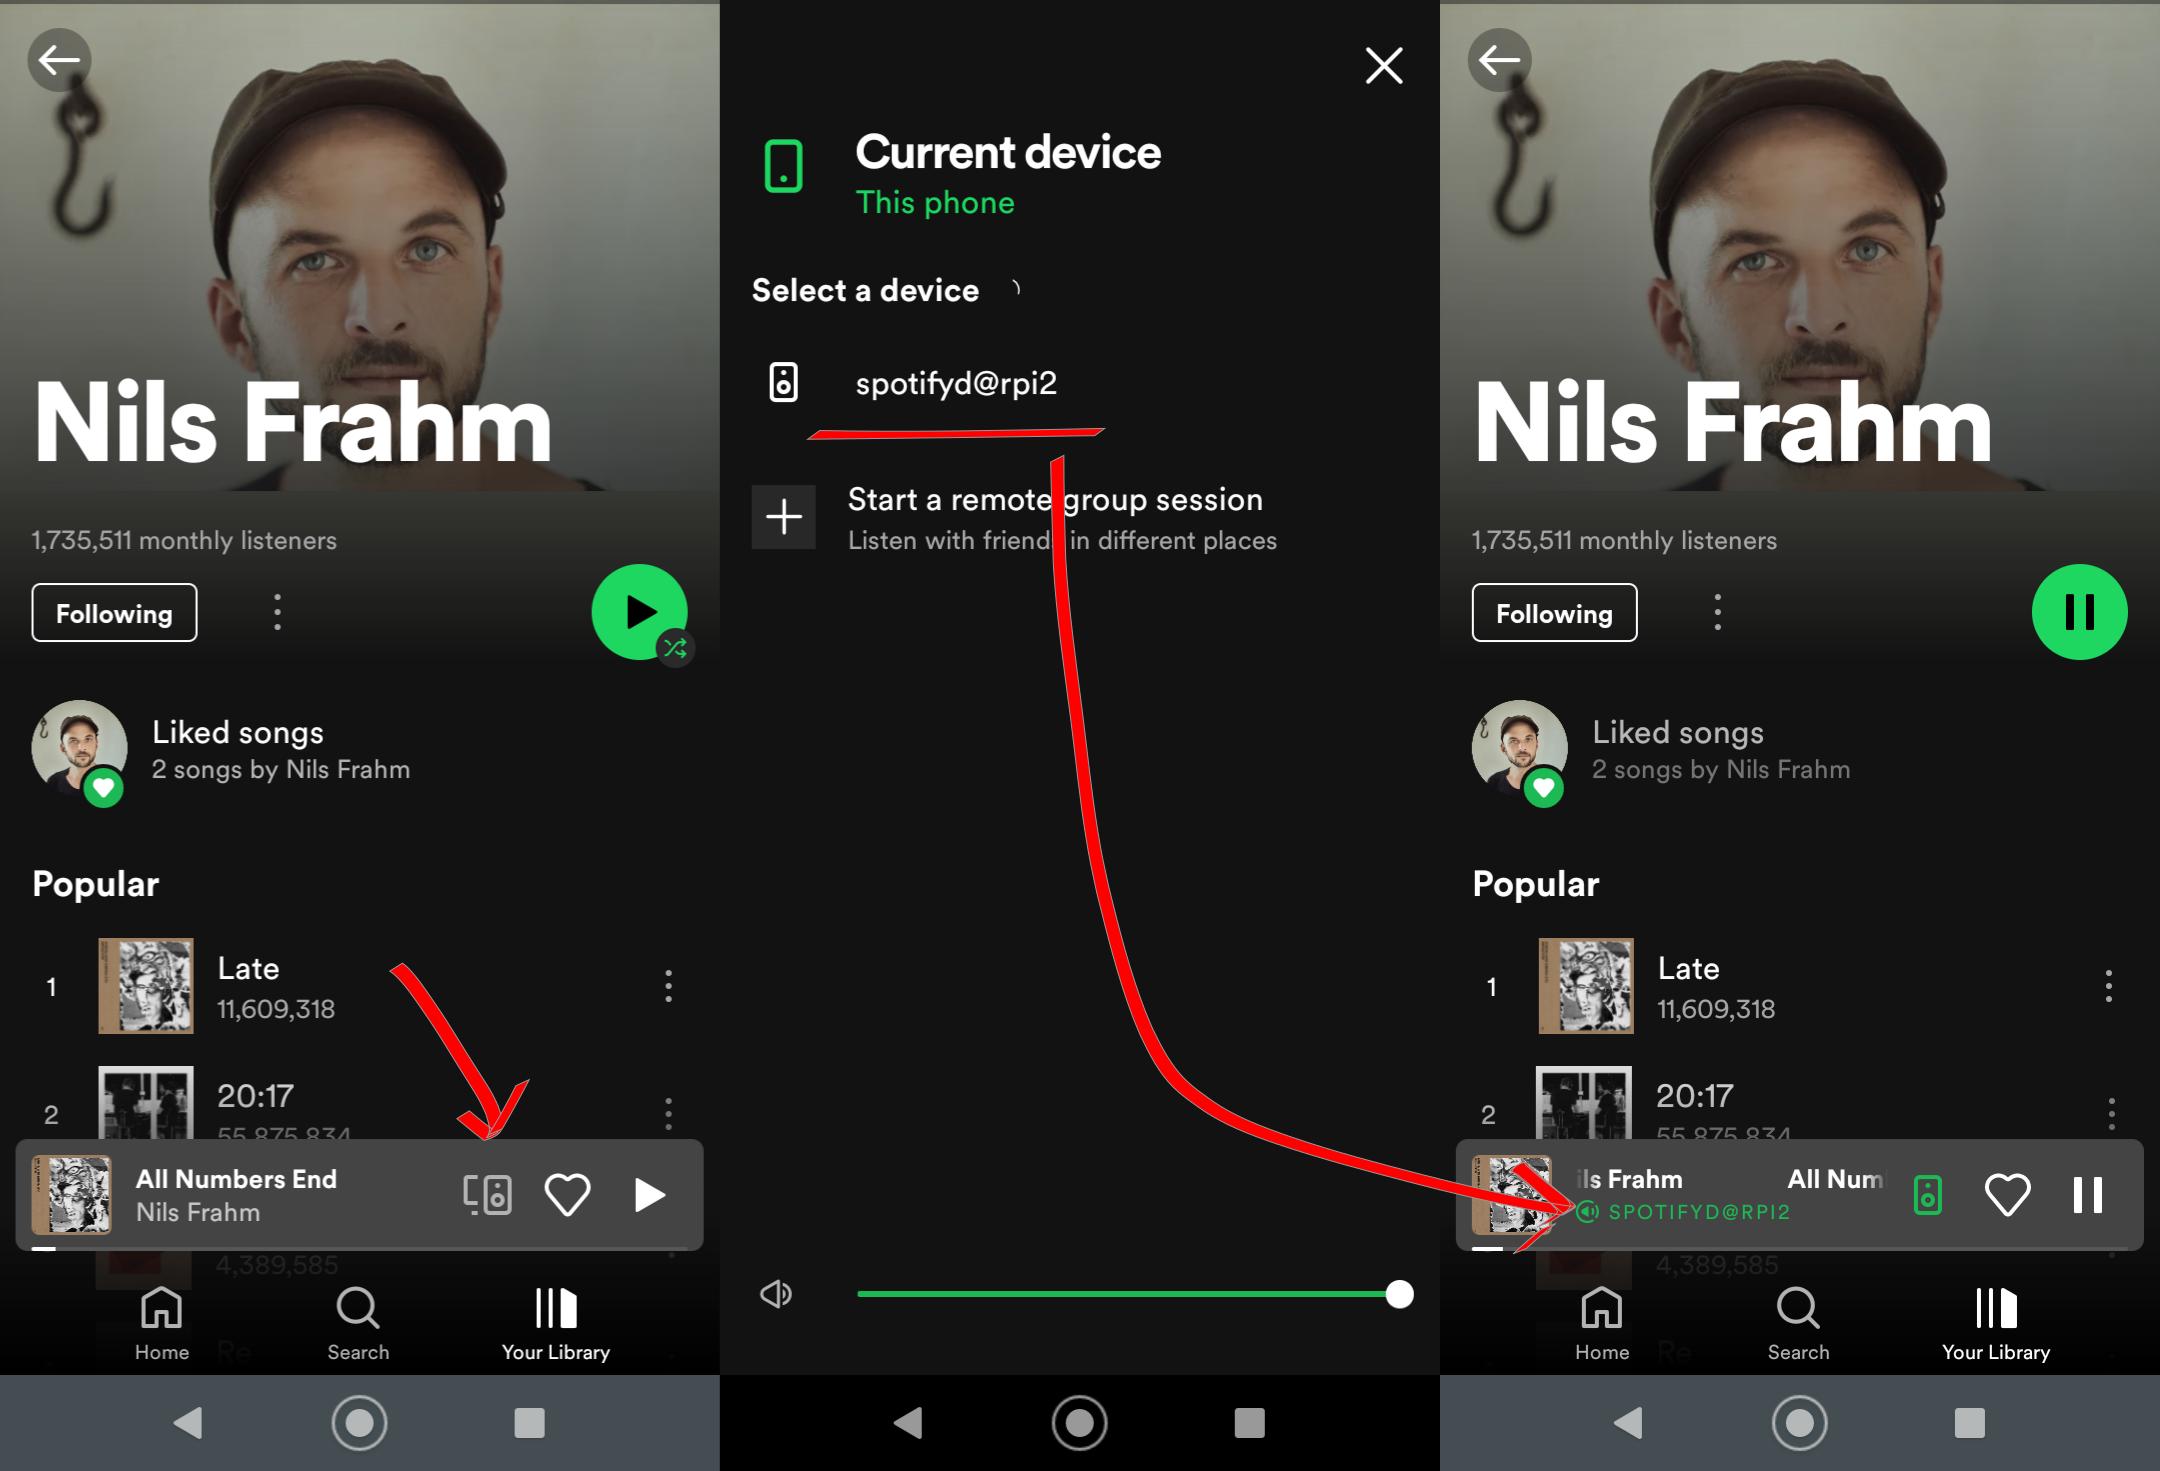 Nils Frahm
1,735,511 monthly listeners
Following
Liked songs
2 songs by Nils Frahm
Popular
1
Late
11,609,318
2
20:17
55,875,834
All Numbers End
Nils Frahm
4,389,585
Re
Home
Search
Your Library
Current device
This phone
Select a device
spotifyd@rpi2
Start a remote group session
Listen with friends in different places
Nils Frahm
1,735,511 monthly listeners
Following
Liked songs
2 songs by Nils Frahm
Popular
1
Late
11,609,318
2
20:17
55,875,834
ils Frahm All Num
SPOTIFYD@RPI2
4,389,585
Re
Home
Search
Your Library